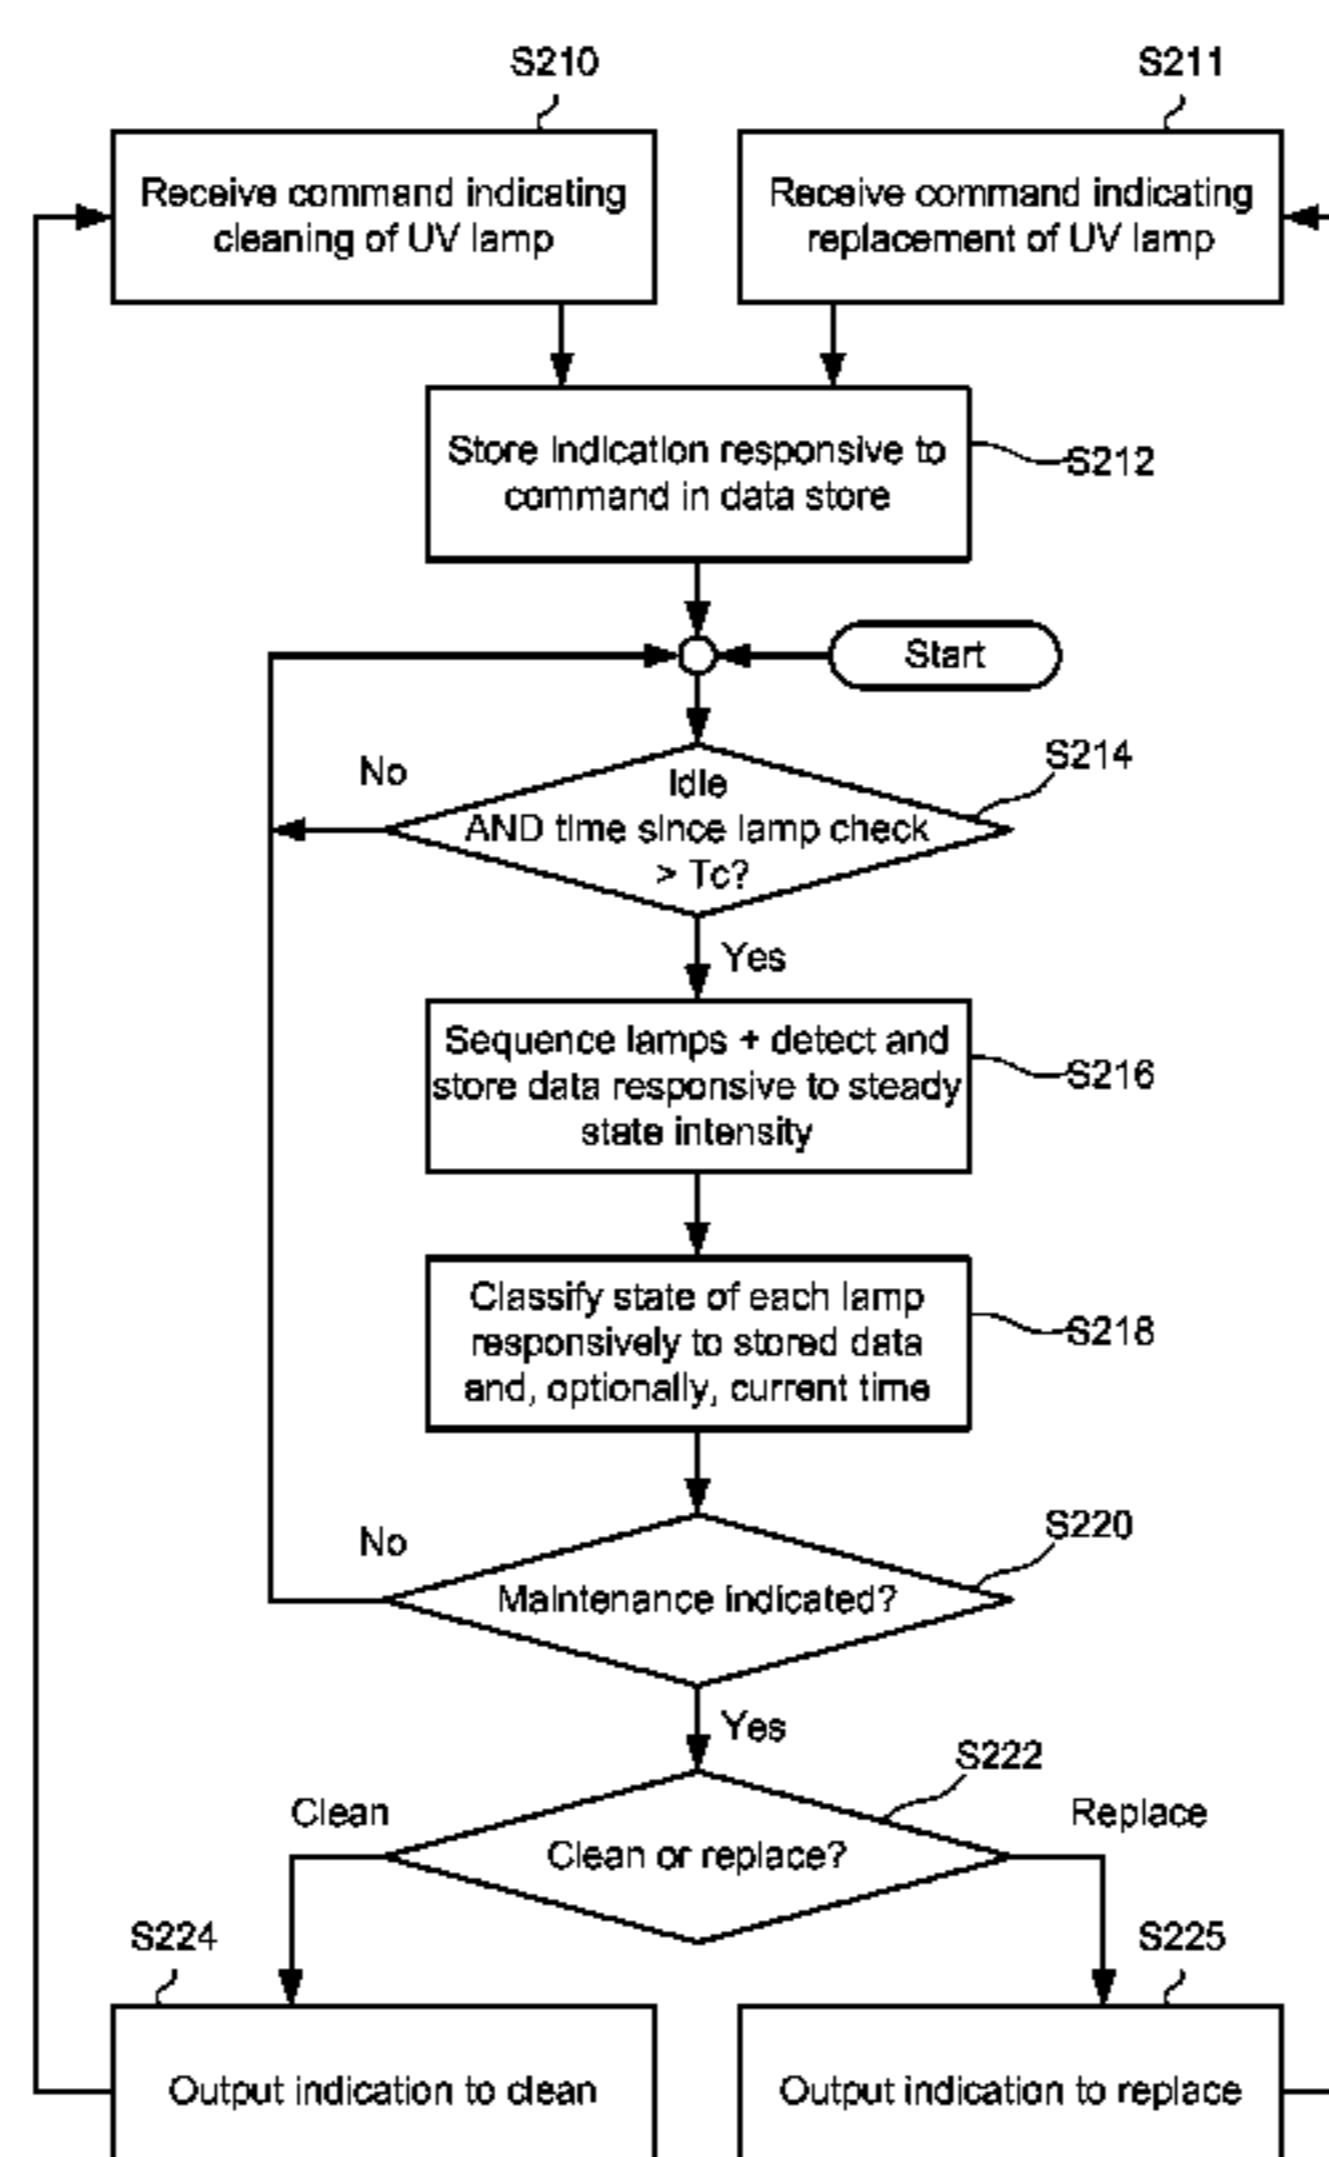 S210
S211
Receive command indicating
cleaning of UV lamp
Receive command indicating
replacement of UV lamp
Store indication responsive to
command in data store
S212
Start
No
S214
Idle
AND time since lamp check
> Tc?
Yes
Sequence lamps + detect and
store data responsive to steady
state intensity
S216
Classify state of each lamp
responsively to stored data
and, optionally, current time
S218
No
S220
Maintenance indicated?
Yes
S222
Clean
Replace
Clean or replace?
S224
S225
Output indication to clean
Output indication to replace